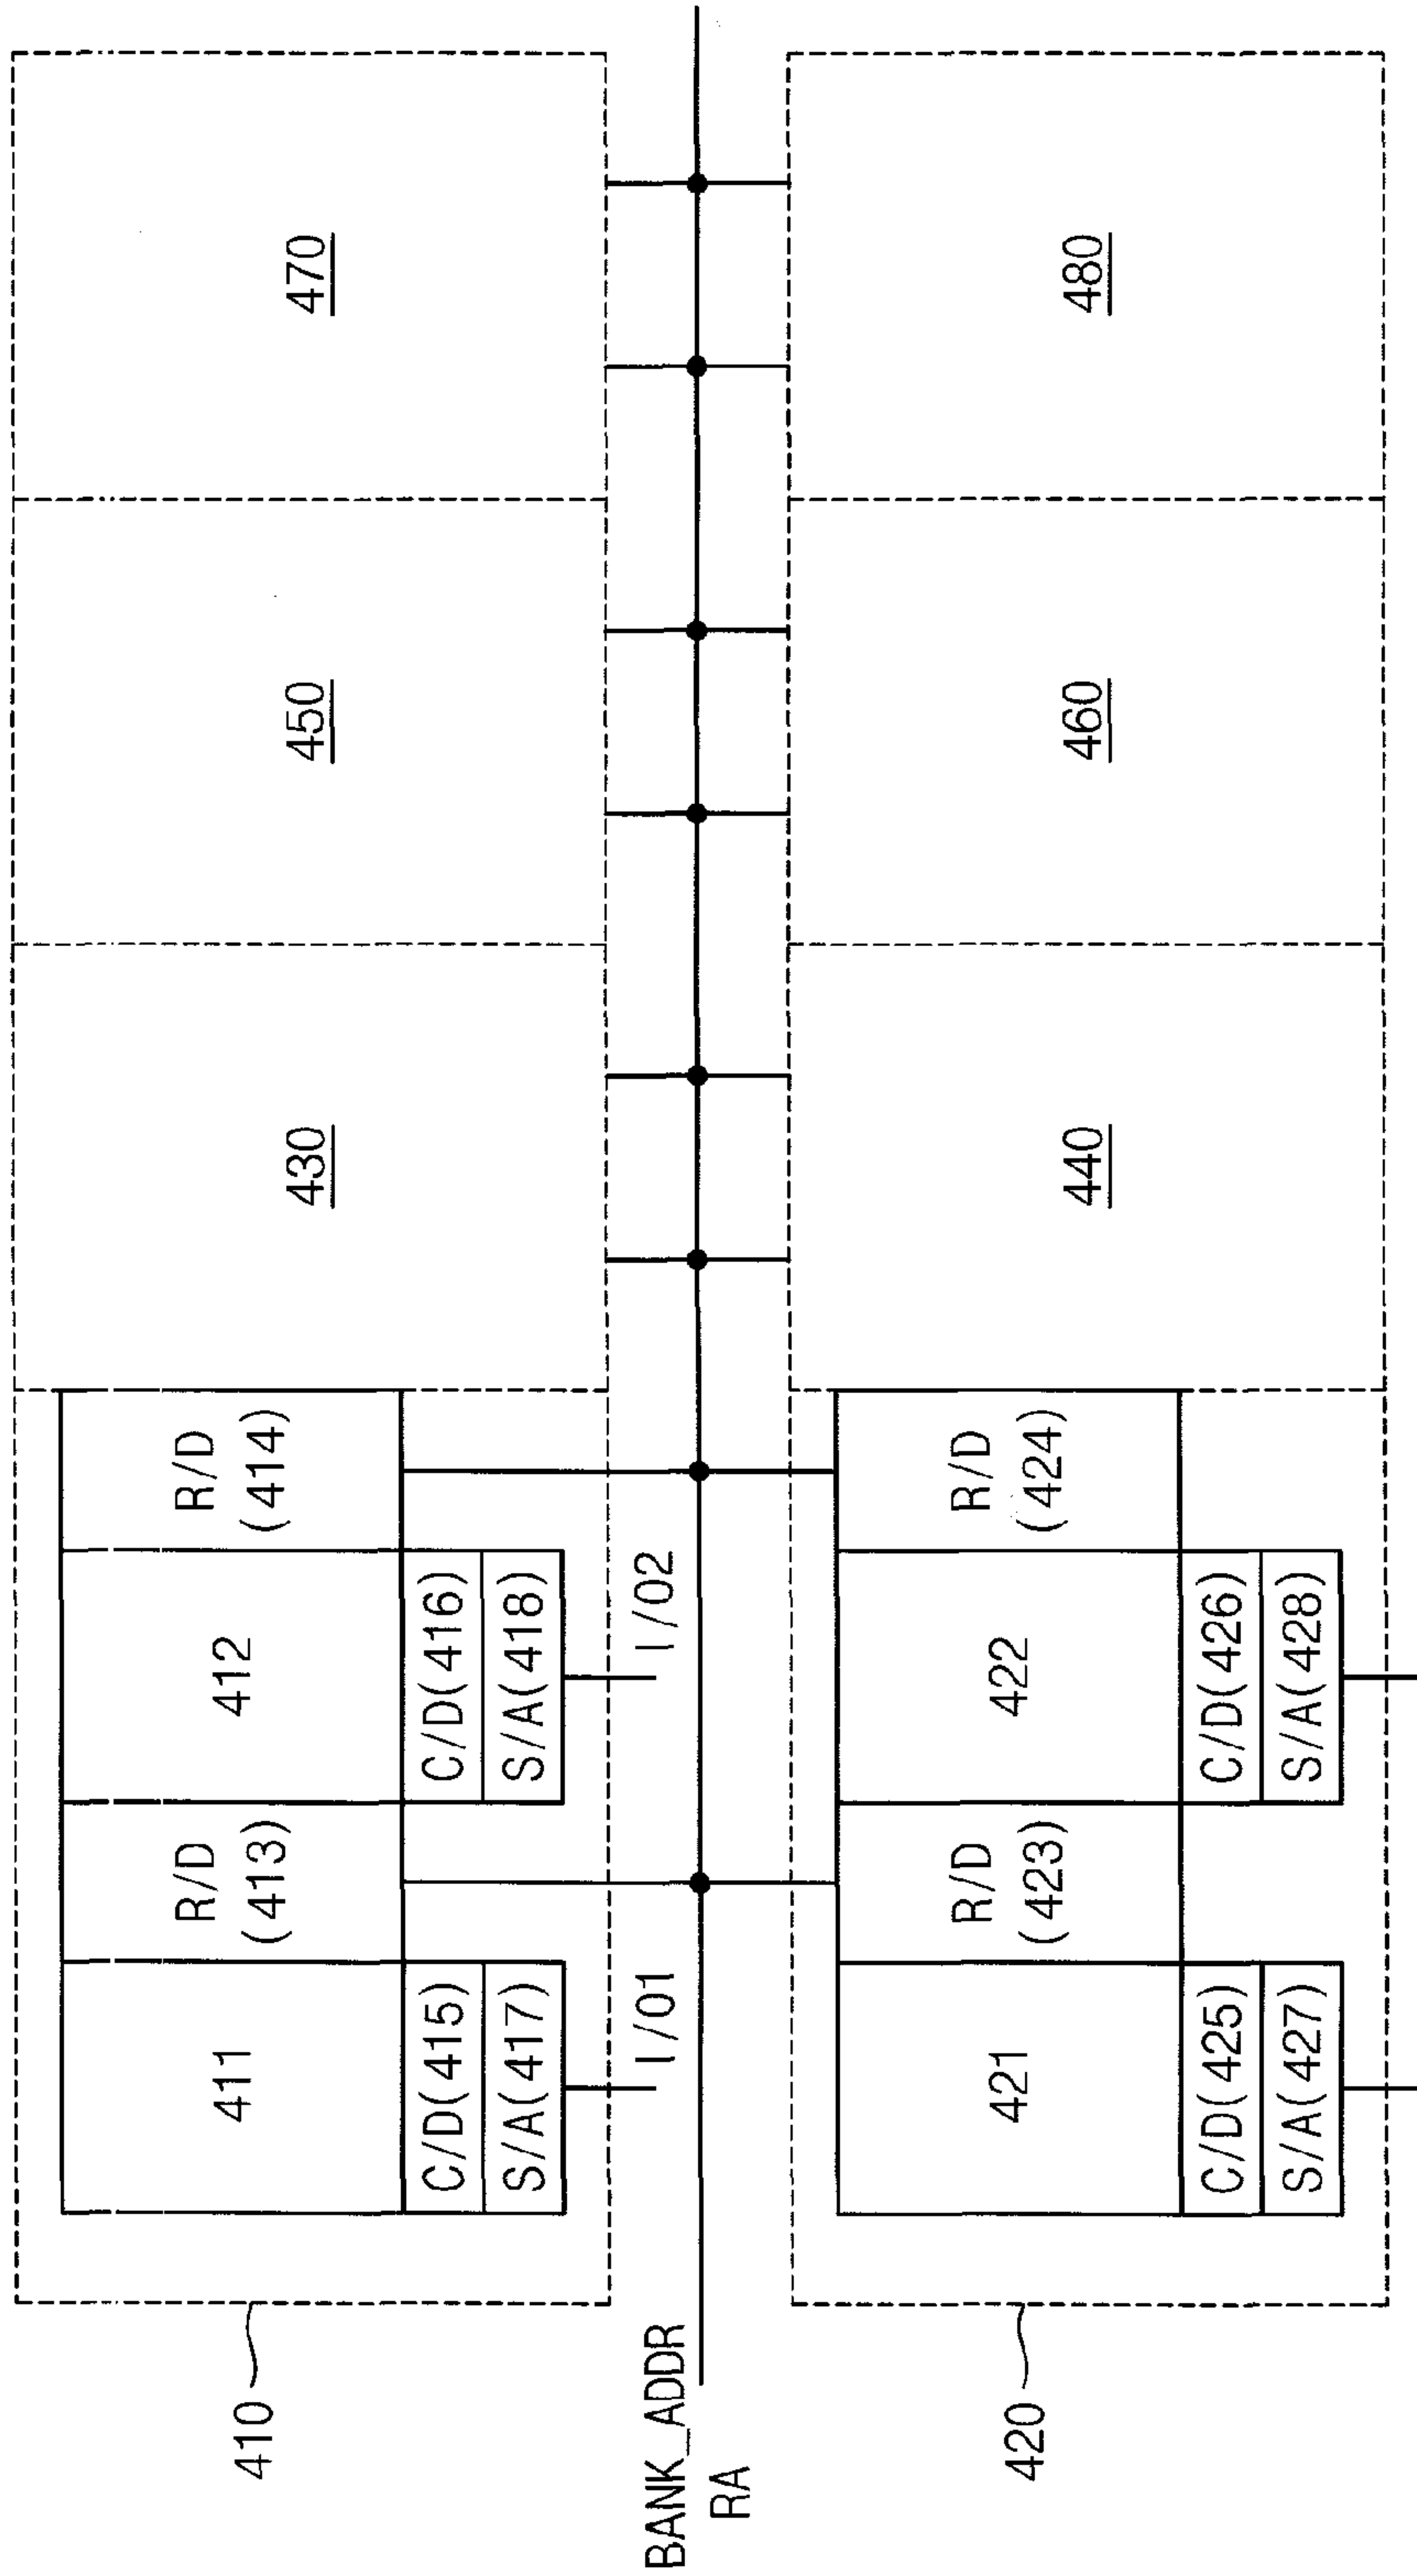 410
411
R/D
(413)
412
R/D
(414)
430
450
470
C/D(415)
C/D(416)
S/A(417)
S/A(418)
I/O1
I/O2
BANK_ADDR
RA
420
421
R/D
(423)
422
R/D
(424)
440
460
480
C/D(425)
C/D(426)
S/A(427)
S/A(428)